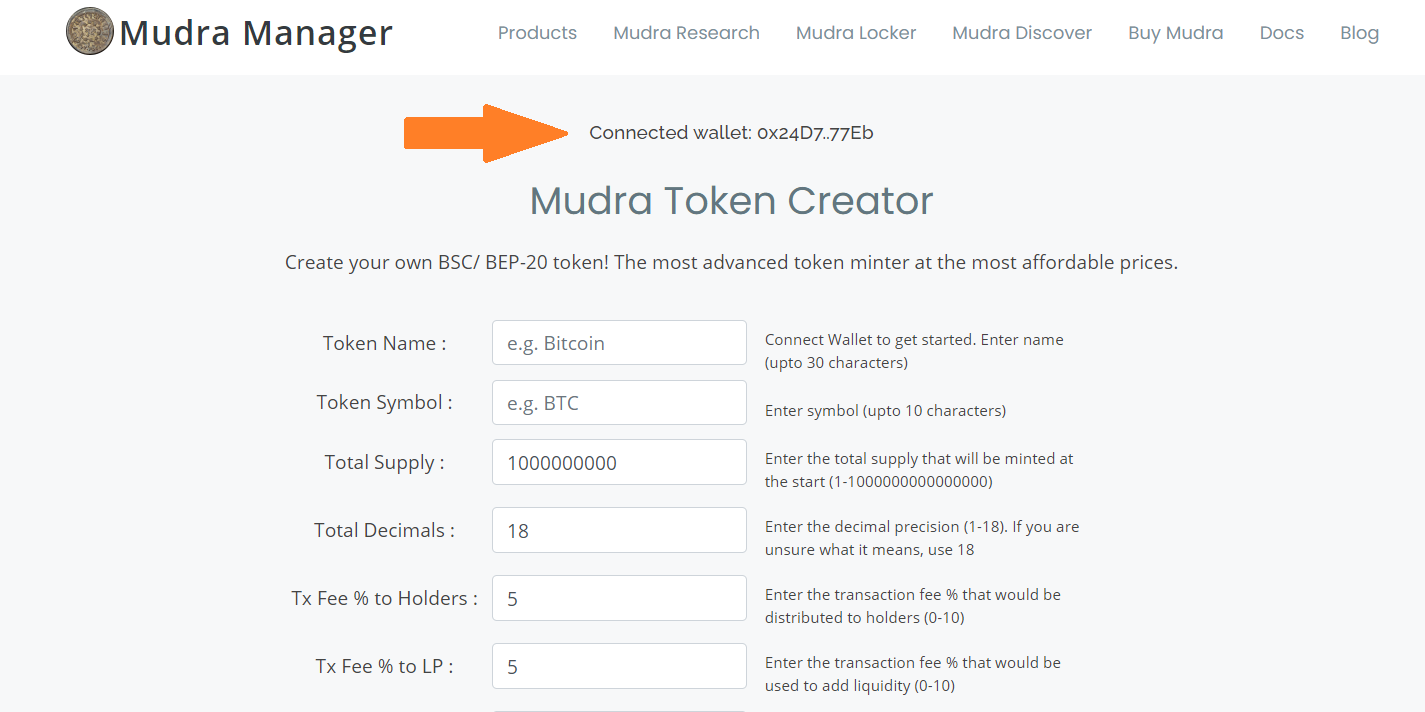 Mudra Manager Products Mudra Research Mudra Locker Mudra Discover Buy Mudra Docs Blog
Connected wallet: 0x24D7..77Eb
Mudra Token Creator
Create your own BSC/ BEP-20 token! The most advanced token minter at the most affordable prices.
Token Name : e.g. Bitcoin Connect Wallet to get started. Enter name
(upto 30 characters)
Token Symbol : e.g. BTC Enter symbol (upto 10 characters)
Total Supply : 1000000000 Enter the total supply that will be minted at
the start (1-1000000000000000)
Total Decimals : 18 Enter the decimal precision (1-18). If you are
unsure what it means, use 18
Tx Fee % to Holders : 5 Enter the transaction fee % that would be
distributed to holders (0-10)
Tx Fee % to LP : 5 Enter the transaction fee % that would be
used to add liquidity (0-10)